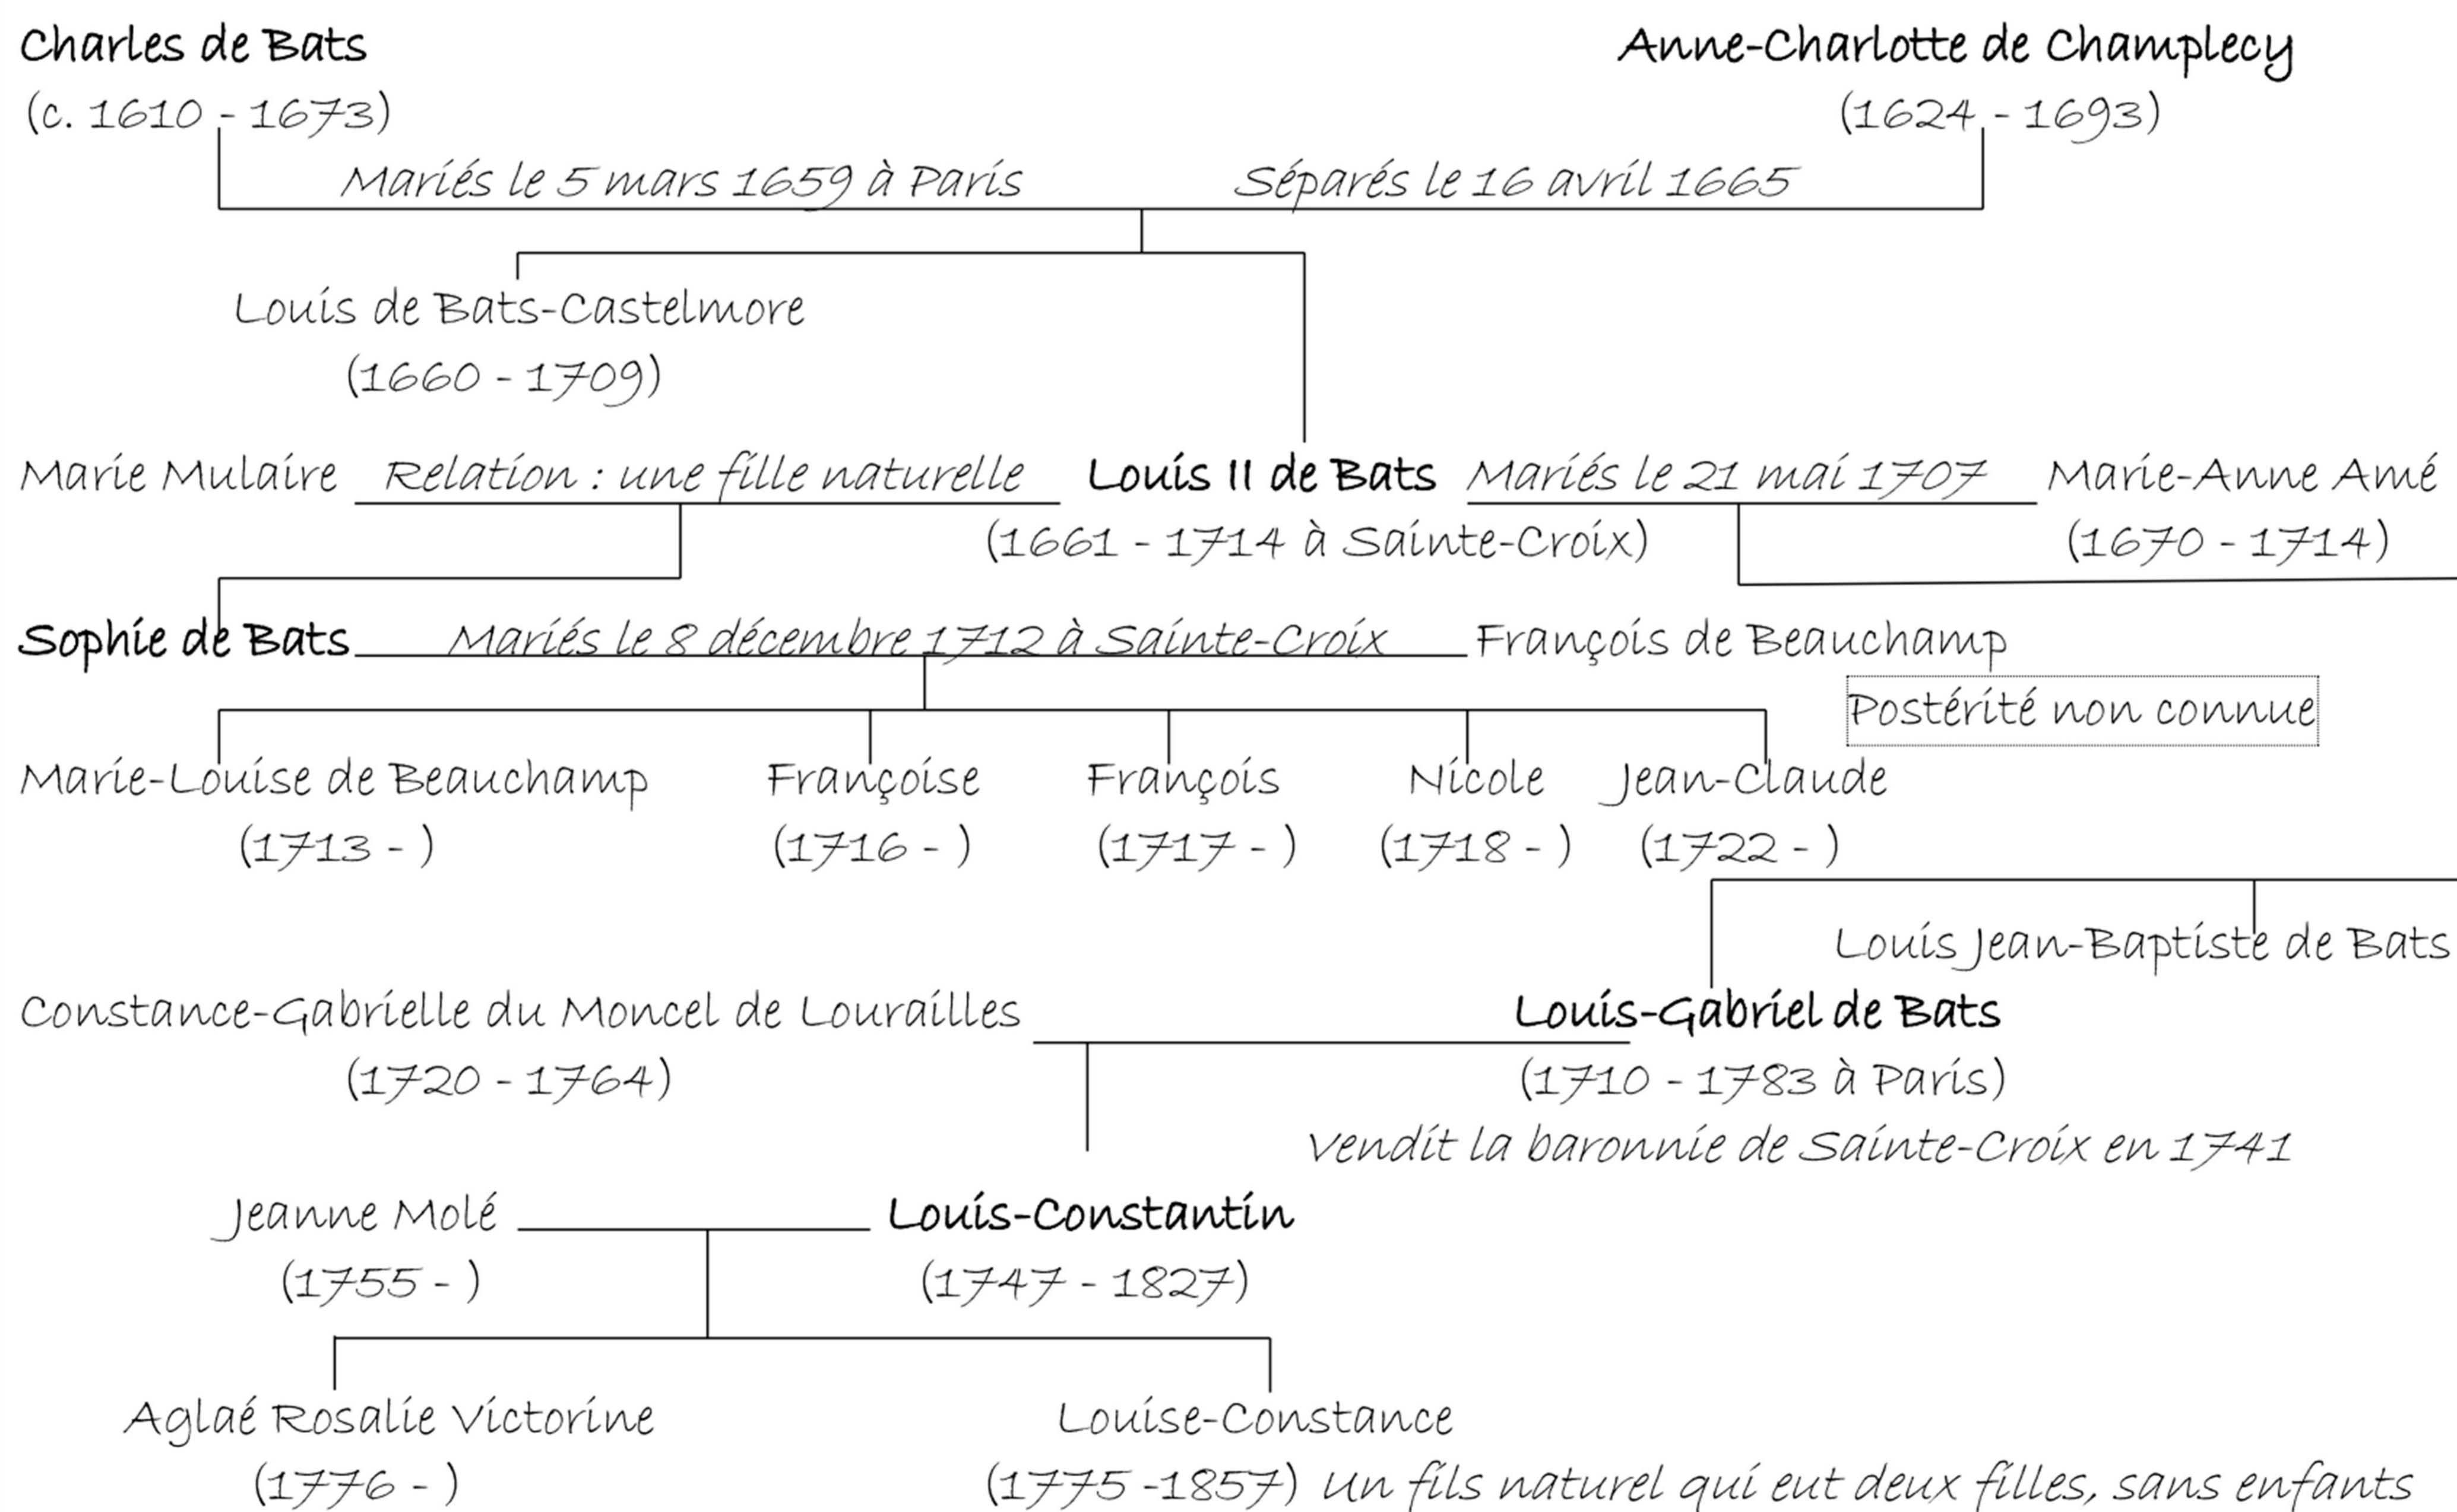 Charles de Bats Anne-Charlotte de Champlecy
(c. 1610 - 1673) (1624 - 1693)
Mariés le 5 mars 1659 à Paris Séparés le 16 avril 1665
Louis de Bats-Castelmore
(1660 - 1709)
Marie Mulaire Relation : une fille naturelle Louis II de Bats Mariés le 21 mai 1707 Marie-Anne Amé
(1661 - 1714 à Sainte-Croix) (1670 - 1714)
Sophie de Bats Mariés le 8 décembre 1712 à Sainte-Croix François de Beauchamp
Postérité non connue
Marie-Louise de Beauchamp Françoise François Nicole Jean-Claude
(1713 - ) (1716 - ) (1717 - ) (1718 - ) (1722 - )
Louis Jean-Baptiste de Bats
Constance-Gabrielle du Moncel de Lourailles Louis-Gabriel de Bats
(1720 - 1764) (1710 - 1783 à Paris)
Vendit la baronnie de Sainte-Croix en 1741
Jeanne Molé Louis-Constantin
(1755 - ) (1747 - 1827)
Aglaé Rosalie Victorine Louise-Constance
(1776 - ) (1775 -1857) Un fils naturel qui eut deux filles, sans enfants